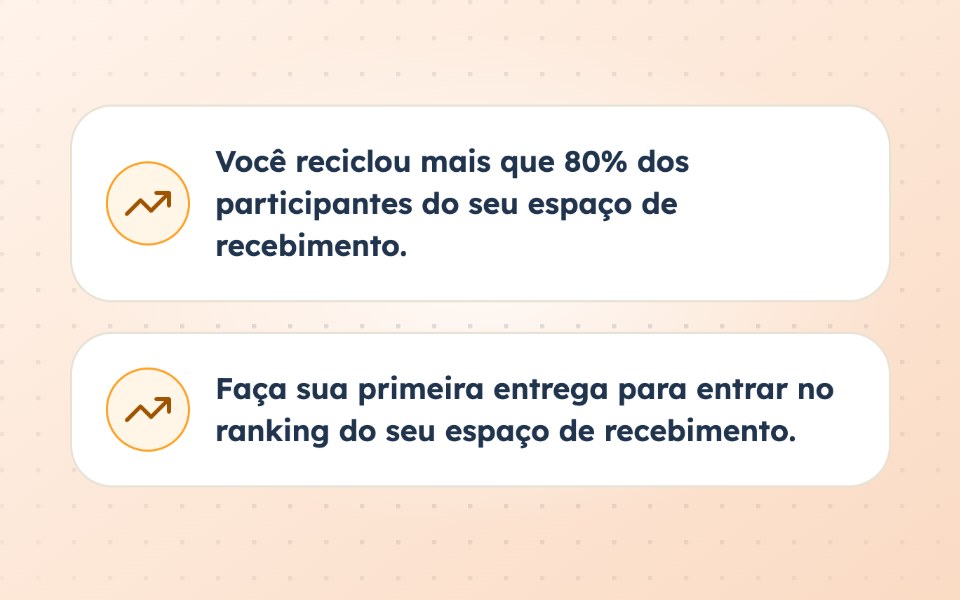 Você reciclou mais que 80% dos
participantes do seu espaço de
recebimento.
Faça sua primeira entrega para entrar no
ranking do seu espaço de recebimento.